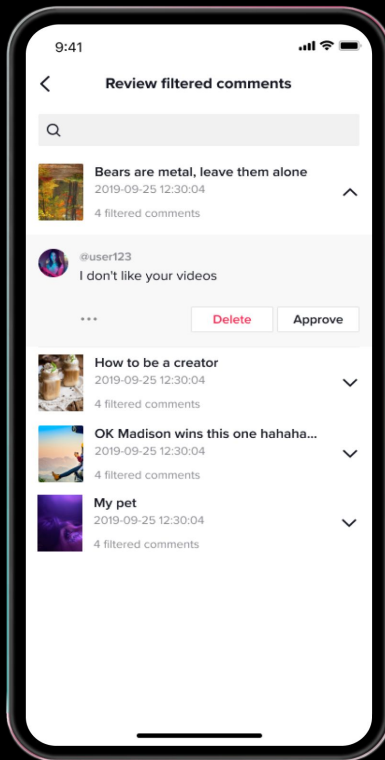 9:41
Review filtered comments
Bears are metal, leave them alone
2019-09-25 12:30:04
4 filtered comments
@user123
I don't like your videos
Delete
Approve
How to be a creator
2019-09-25 12:30:04
4 filtered comments
OK Madison wins this one hahaha...
2019-09-25 12:30:04
4 filtered comments
My pet
2019-09-25 12:30:04
4 filtered comments